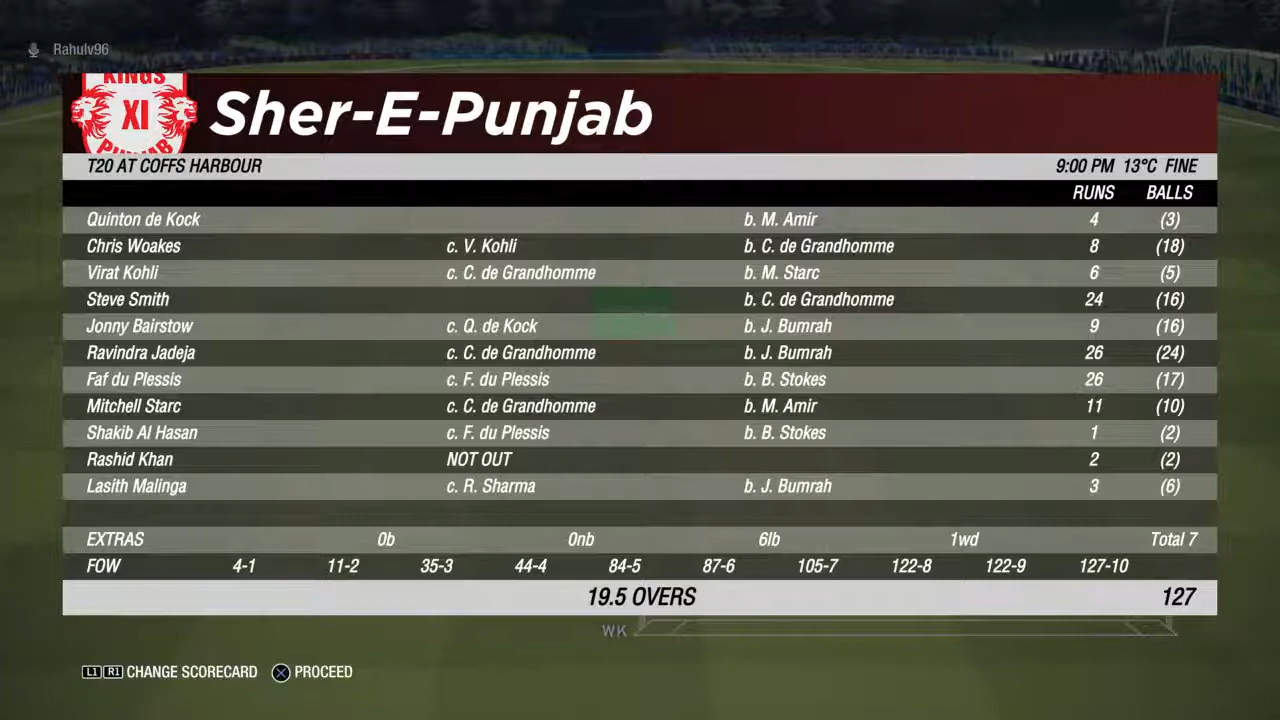 Rahulv96
KINGS
XI
PUNJAB
Sher-E-Punjab
T20 AT COFFS HARBOUR 9:00 PM 13°C FINE
RUNS BALLS
Quinton de Kock b. M. Amir 4 (3)
Chris Woakes c. V. Kohli b. C. de Grandhomme 8 (18)
Virat Kohli c. C. de Grandhomme b. M. Starc 6 (5)
Steve Smith b. C. de Grandhomme 24 (16)
Jonny Bairstow c. Q. de Kock b. J. Bumrah 9 (16)
Ravindra Jadeja c. C. de Grandhomme b. J. Bumrah 26 (24)
Faf du Plessis c. F. du Plessis b. B. Stokes 26 (17)
Mitchell Starc c. C. de Grandhomme b. M. Amir 11 (10)
Shakib Al Hasan c. F. du Plessis b. B. Stokes 1 (2)
Rashid Khan NOT OUT 2 (2)
Lasith Malinga c. R. Sharma b. J. Bumrah 3 (6)
EXTRAS 0b 0nb 6lb 1wd Total 7
FOW 4-1 11-2 35-3 44-4 84-5 87-6 105-7 122-8 122-9 127-10
19.5 OVERS 127
WK
L1 R1 CHANGE SCORECARD PROCEED